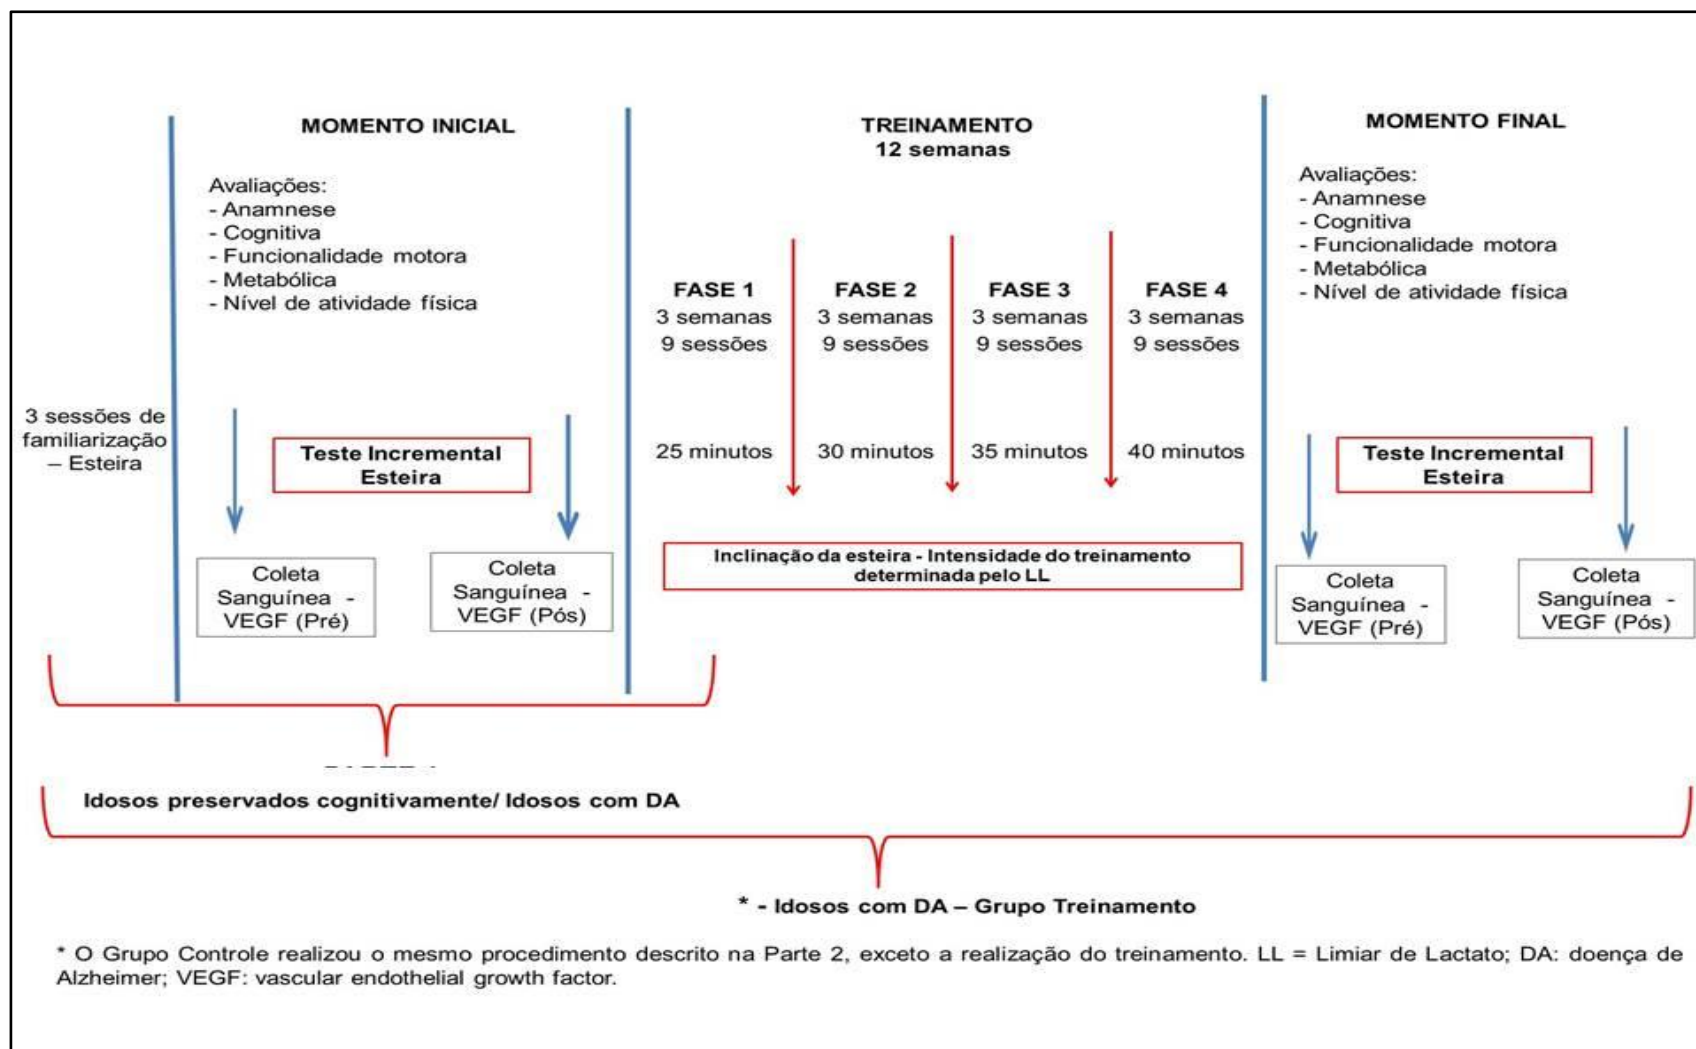 MOMENTO INICIAL
Avaliações:
- Anamnese
- Cognitiva
- Funcionalidade motora
- Metabólica
- Nível de atividade física
3 sessões de
familiarização
– Esteira
Teste Incremental
Esteira
Coleta
Sanguínea -
VEGF (Pré)
Coleta
Sanguínea -
VEGF (Pós)
TREINAMENTO
12 semanas
FASE 1
3 semanas
9 sessões
25 minutos
FASE 2
3 semanas
9 sessões
30 minutos
FASE 3
3 semanas
9 sessões
35 minutos
FASE 4
3 semanas
9 sessões
40 minutos
Inclinação da esteira - Intensidade do treinamento
determinada pelo LL
MOMENTO FINAL
Avaliações:
- Anamnese
- Cognitiva
- Funcionalidade motora
- Metabólica
- Nível de atividade física
Teste Incremental
Esteira
Coleta
Sanguínea -
VEGF (Pré)
Coleta
Sanguínea -
VEGF (Pós)
Idosos preservados cognitivamente/ Idosos com DA
* - Idosos com DA – Grupo Treinamento
* O Grupo Controle realizou o mesmo procedimento descrito na Parte 2, exceto a realização do treinamento. LL = Limiar de Lactato; DA: doença de
Alzheimer; VEGF: vascular endothelial growth factor.